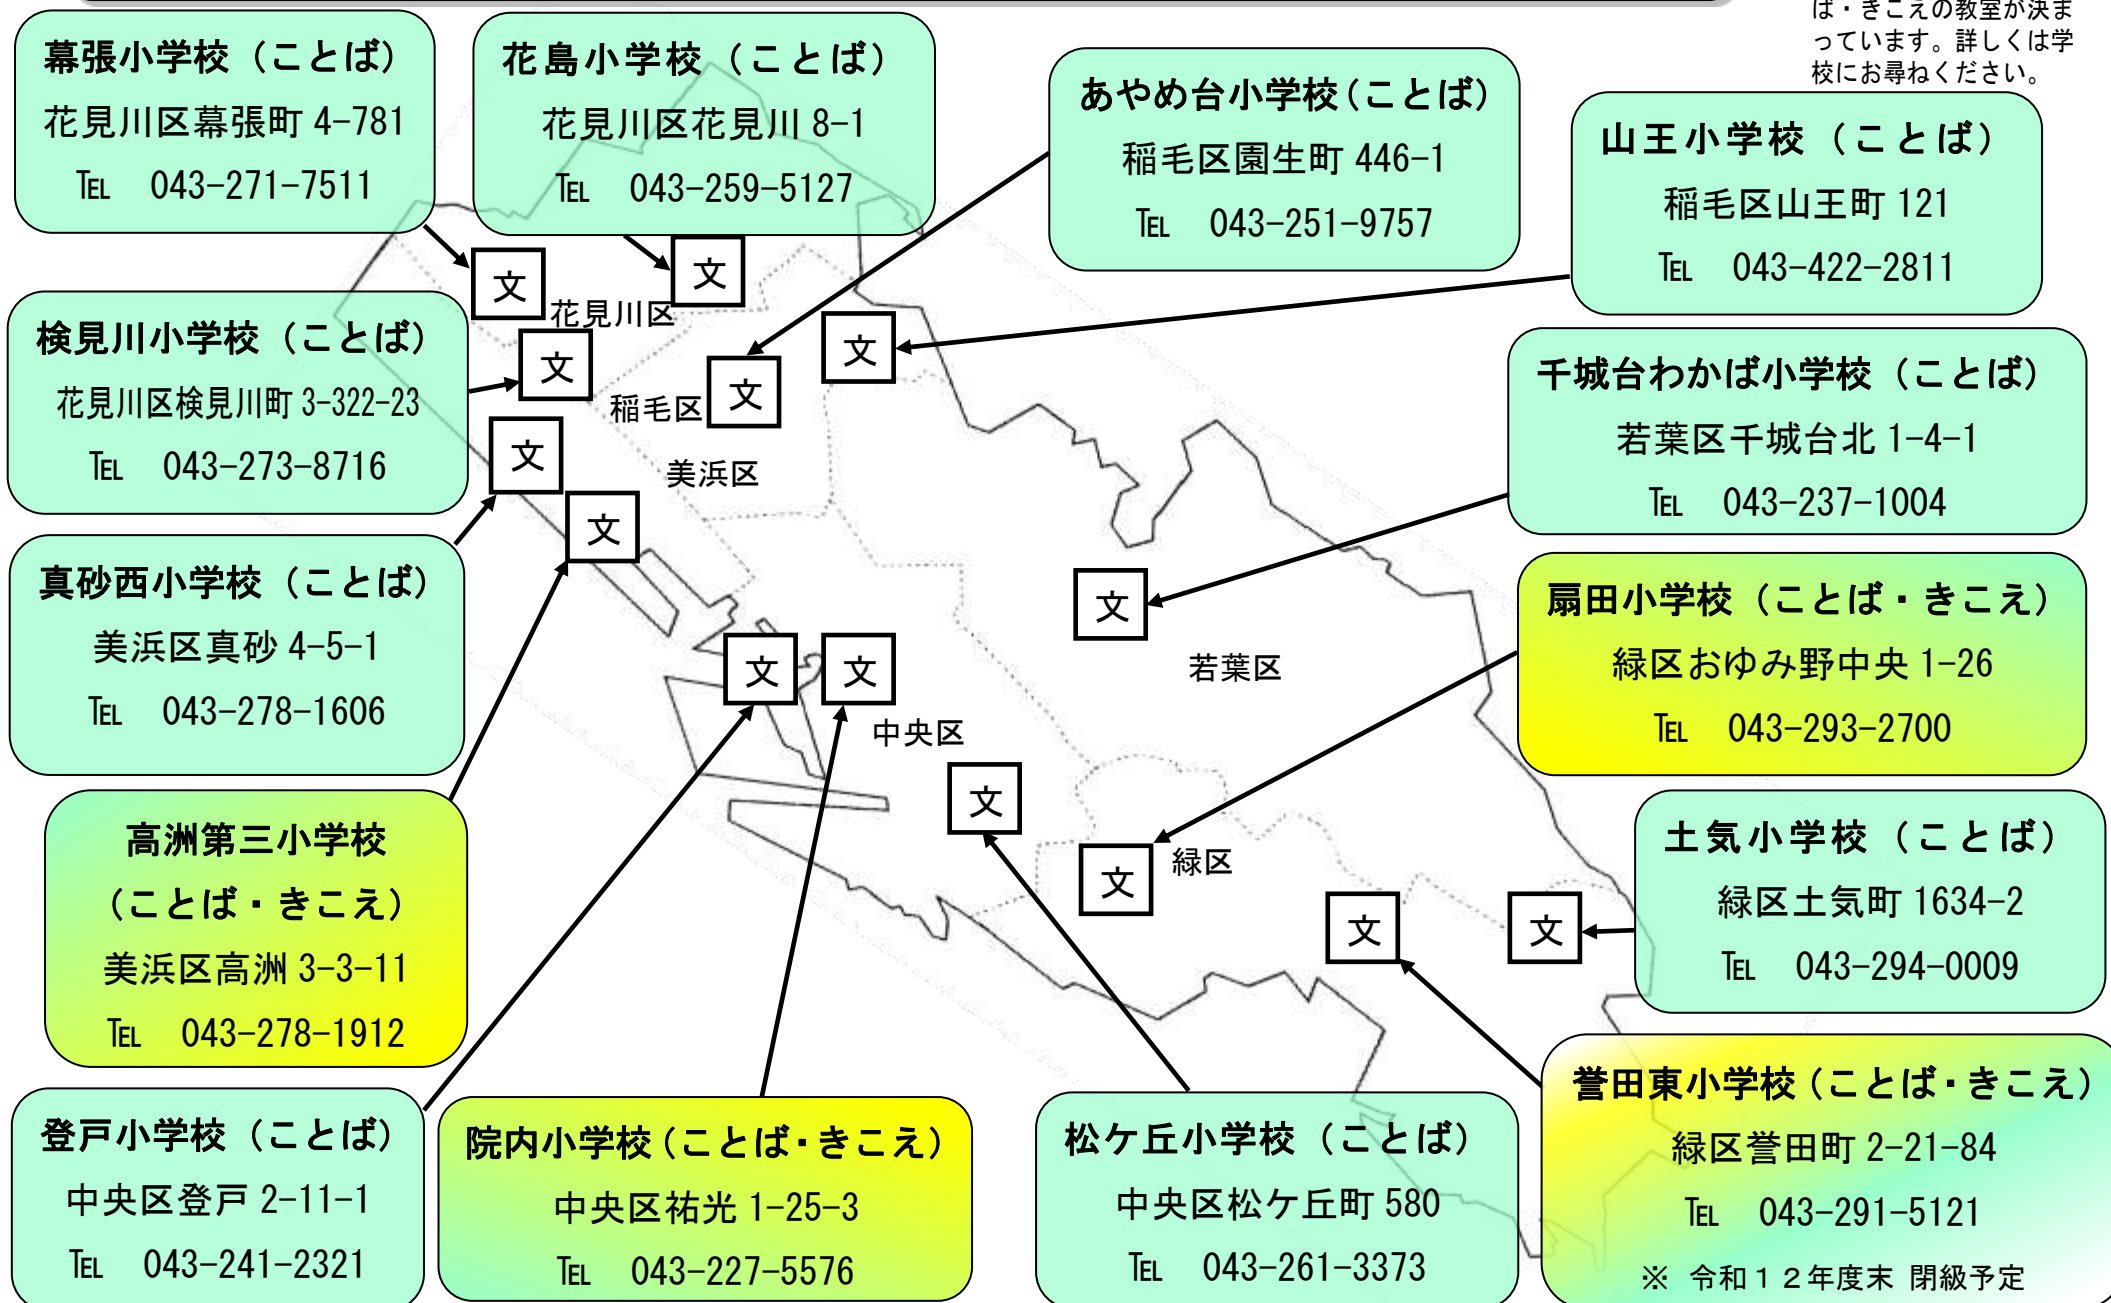 ば・きこえの教室が決ま
っています。詳しくは学
校にお尋ねください。
幕張小学校（ことば）
花見川区幕張町 4-781
℡ 043-271-7511
花島小学校（ことば）
花見川区花見川 8-1
℡ 043-259-5127
あやめ台小学校（ことば）
稲毛区園生町 446-1
℡ 043-251-9757
山王小学校（ことば）
稲毛区山王町 121
℡ 043-422-2811
検見川小学校（ことば）
花見川区検見川町 3-322-23
℡ 043-273-8716
千城台わかば小学校（ことば）
若葉区千城台北 1-4-1
℡ 043-237-1004
真砂西小学校（ことば）
美浜区真砂 4-5-1
℡ 043-278-1606
扇田小学校（ことば・きこえ）
緑区おゆみ野中央 1-26
℡ 043-293-2700
高洲第三小学校
（ことば・きこえ）
美浜区高洲 3-3-11
℡ 043-278-1912
土気小学校（ことば）
緑区土気町 1634-2
℡ 043-294-0009
登戸小学校（ことば）
中央区登戸 2-11-1
℡ 043-241-2321
院内小学校（ことば・きこえ）
中央区祐光 1-25-3
℡ 043-227-5576
松ケ丘小学校（ことば）
中央区松ケ丘町 580
℡ 043-261-3373
誉田東小学校（ことば・きこえ）
緑区誉田町 2-21-84
℡ 043-291-5121
※ 令和１２年度末 閉級予定
文
文
花見川区
文
文
文
稲毛区
文
美浜区
文
文
若葉区
文
文
中央区
文
文
緑区
文
文